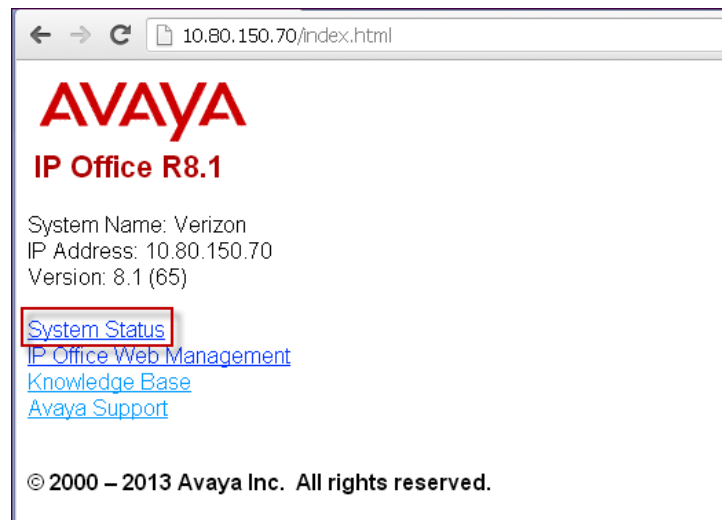 10.80.150.70/index.html
AVAYA
IP Office R8.1
System Name: Verizon
IP Address: 10.80.150.70
Version: 8.1 (65)
System Status
IP Office Web Management
Knowledge Base
Avaya Support
© 2000 – 2013 Avaya Inc.  All rights reserved.